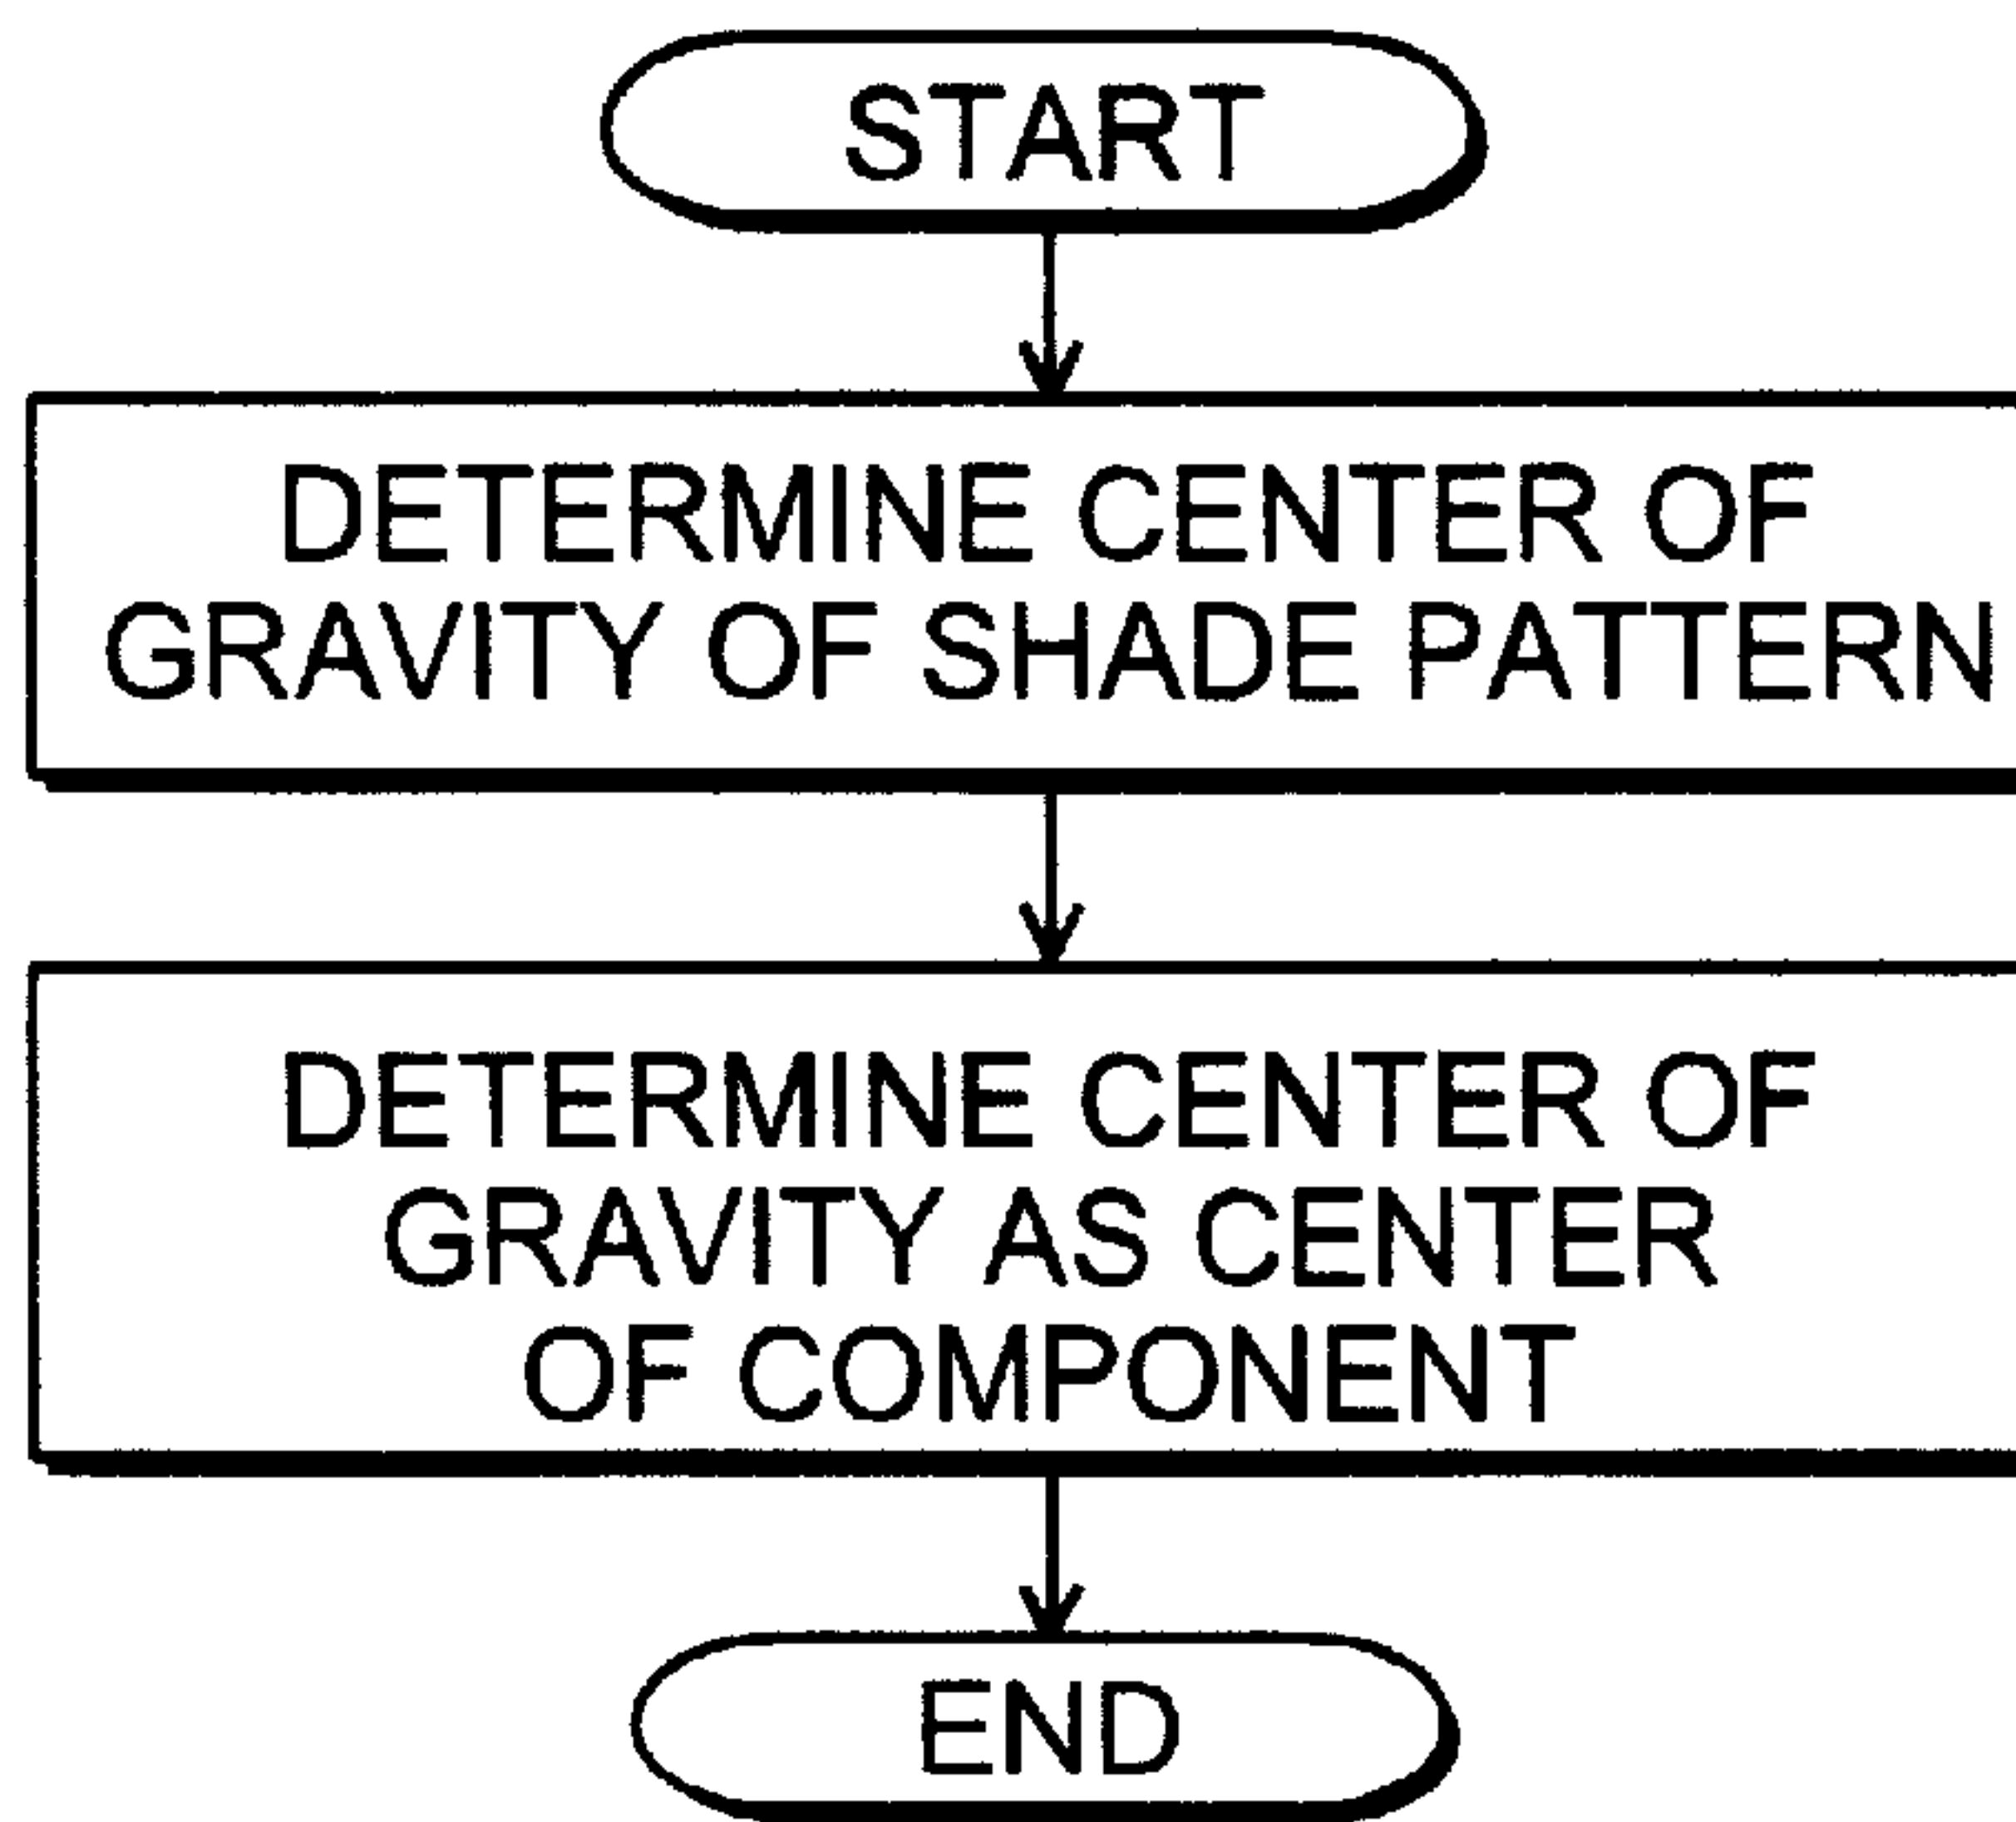 START
DETERMINE CENTER OF
GRAVITY OF SHADE PATTERN
DETERMINE CENTER OF
GRAVITY AS CENTER
OF COMPONENT
END